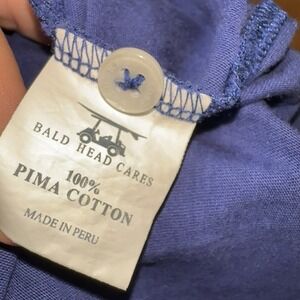 BALD HEAD CARES
100%
PIMA COTTON
MADE IN PERU